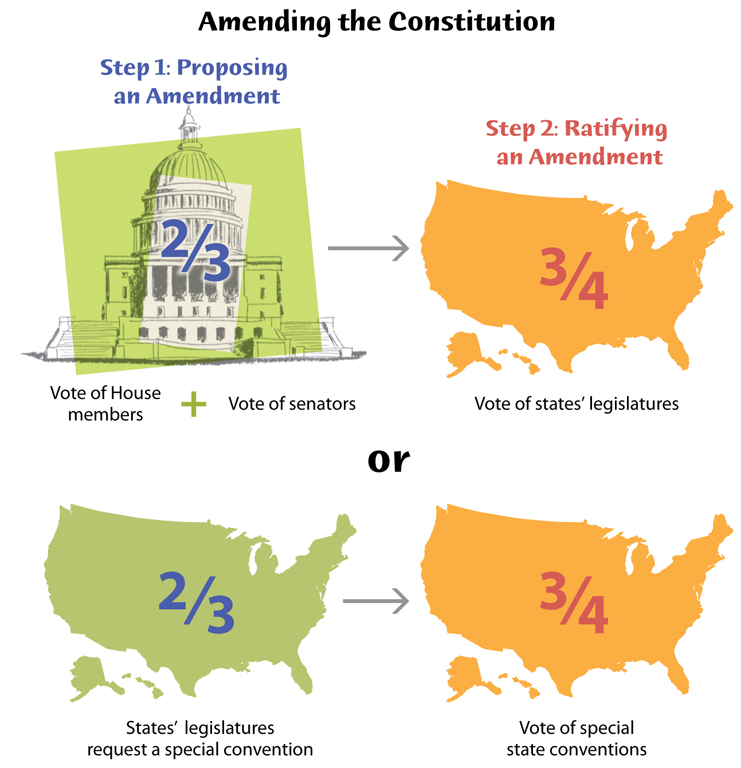 Amending the Constitution
Step 1: Proposing
an Amendment
2/3
Vote of House
members
+
Vote of senators
Step 2: Ratifying
an Amendment
3/4
Vote of states’ legislatures
or
2/3
States’ legislatures
request a special convention
3/4
Vote of special
state conventions